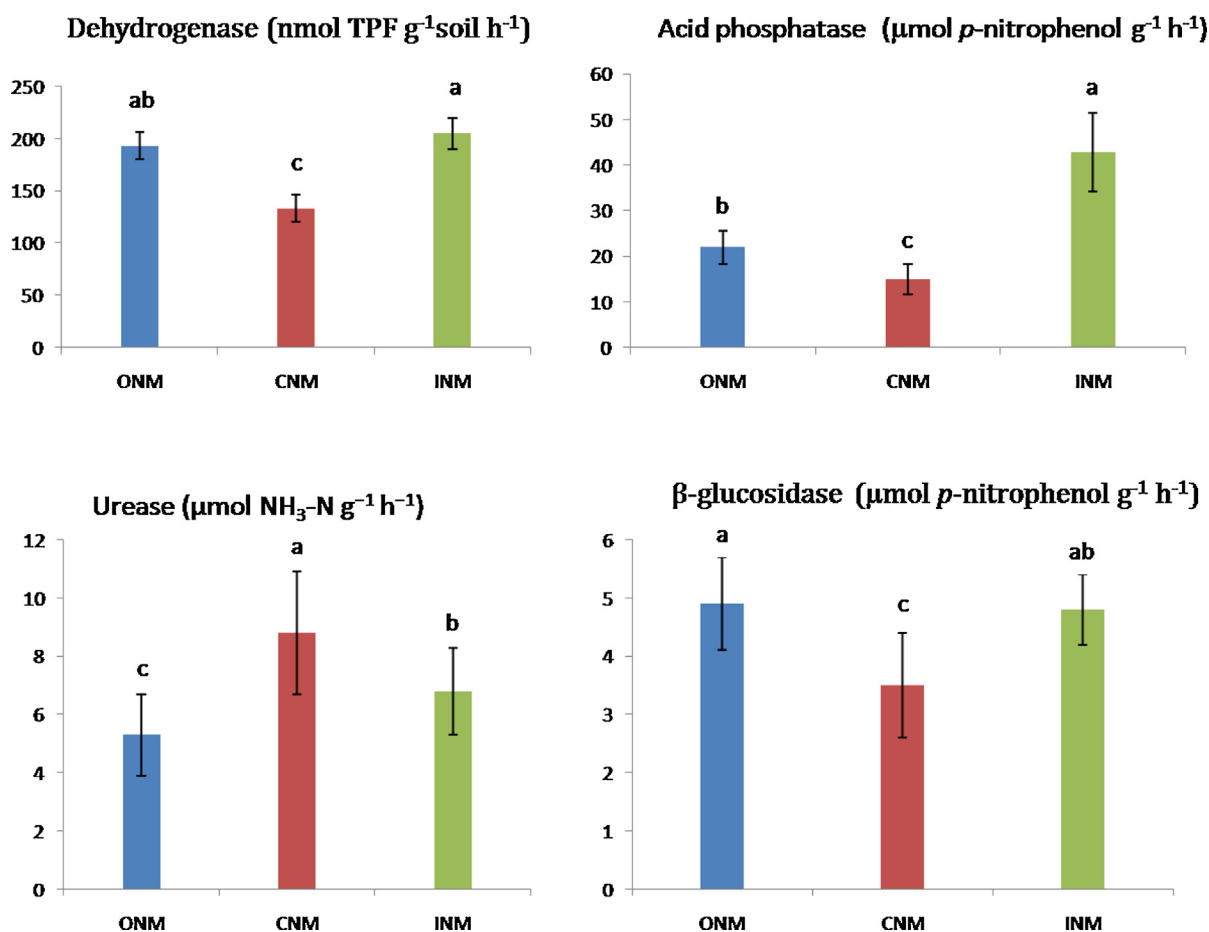 Dehydrogenase (nmol TPF g⁻¹soil h⁻¹)
250
200
150
100
50
0
ab
c
a
ONM CNM INM
Acid phosphatase (µmol p-nitrophenol g⁻¹ h⁻¹)
60
50
40
30
20
10
0
b
c
a
ONM CNM INM
Urease (µmol NH₃-N g⁻¹ h⁻¹)
12
10
8
6
4
2
0
c
a
b
ONM CNM INM
β-glucosidase (µmol p-nitrophenol g⁻¹ h⁻¹)
6
5
4
3
2
1
0
a
c
ab
ONM CNM INM